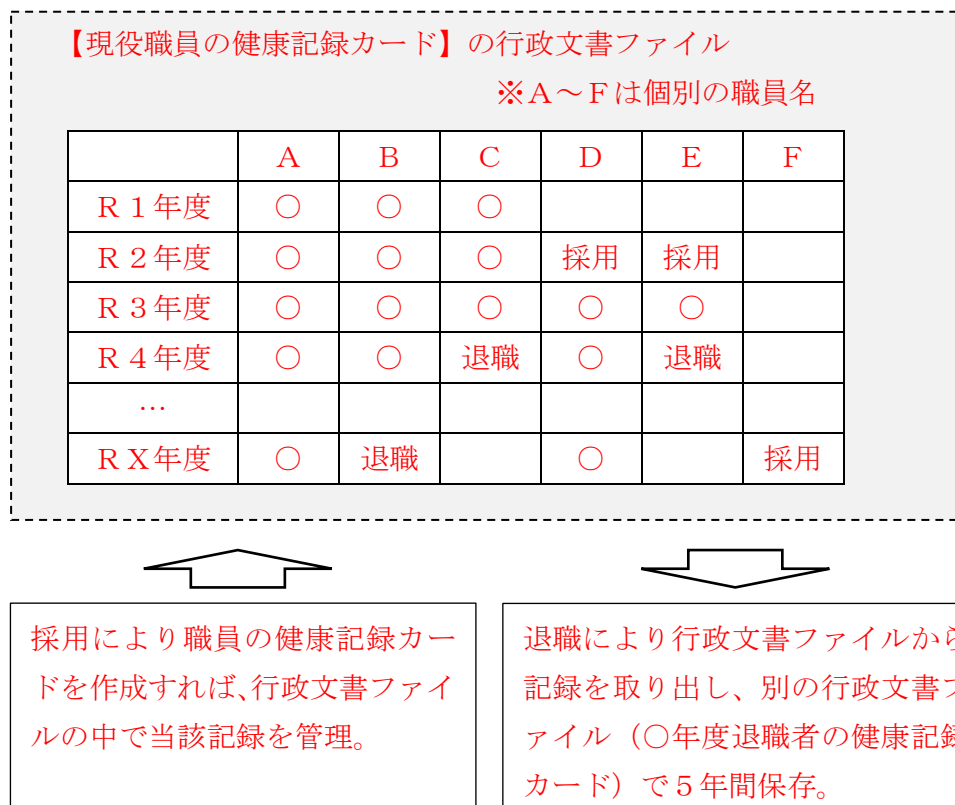 【現役職員の健康記録カード】の行政文書ファイル
※A~Fは個別の職員名
A B C D E F
R1年度 ○ ○ ○
R2年度 ○ ○ ○ 採用 採用
R3年度 ○ ○ ○ ○ ○
R4年度 ○ ○ 退職 ○ 退職
…
RX年度 ○ 退職 ○ 採用
採用により職員の健康記録カー
ドを作成すれば、行政文書ファイ
ルの中で当該記録を管理。
退職により行政文書ファイルから
記録を取り出し、別の行政文書フ
ァイル(○年度退職者の健康記録
カード)で5年間保存。